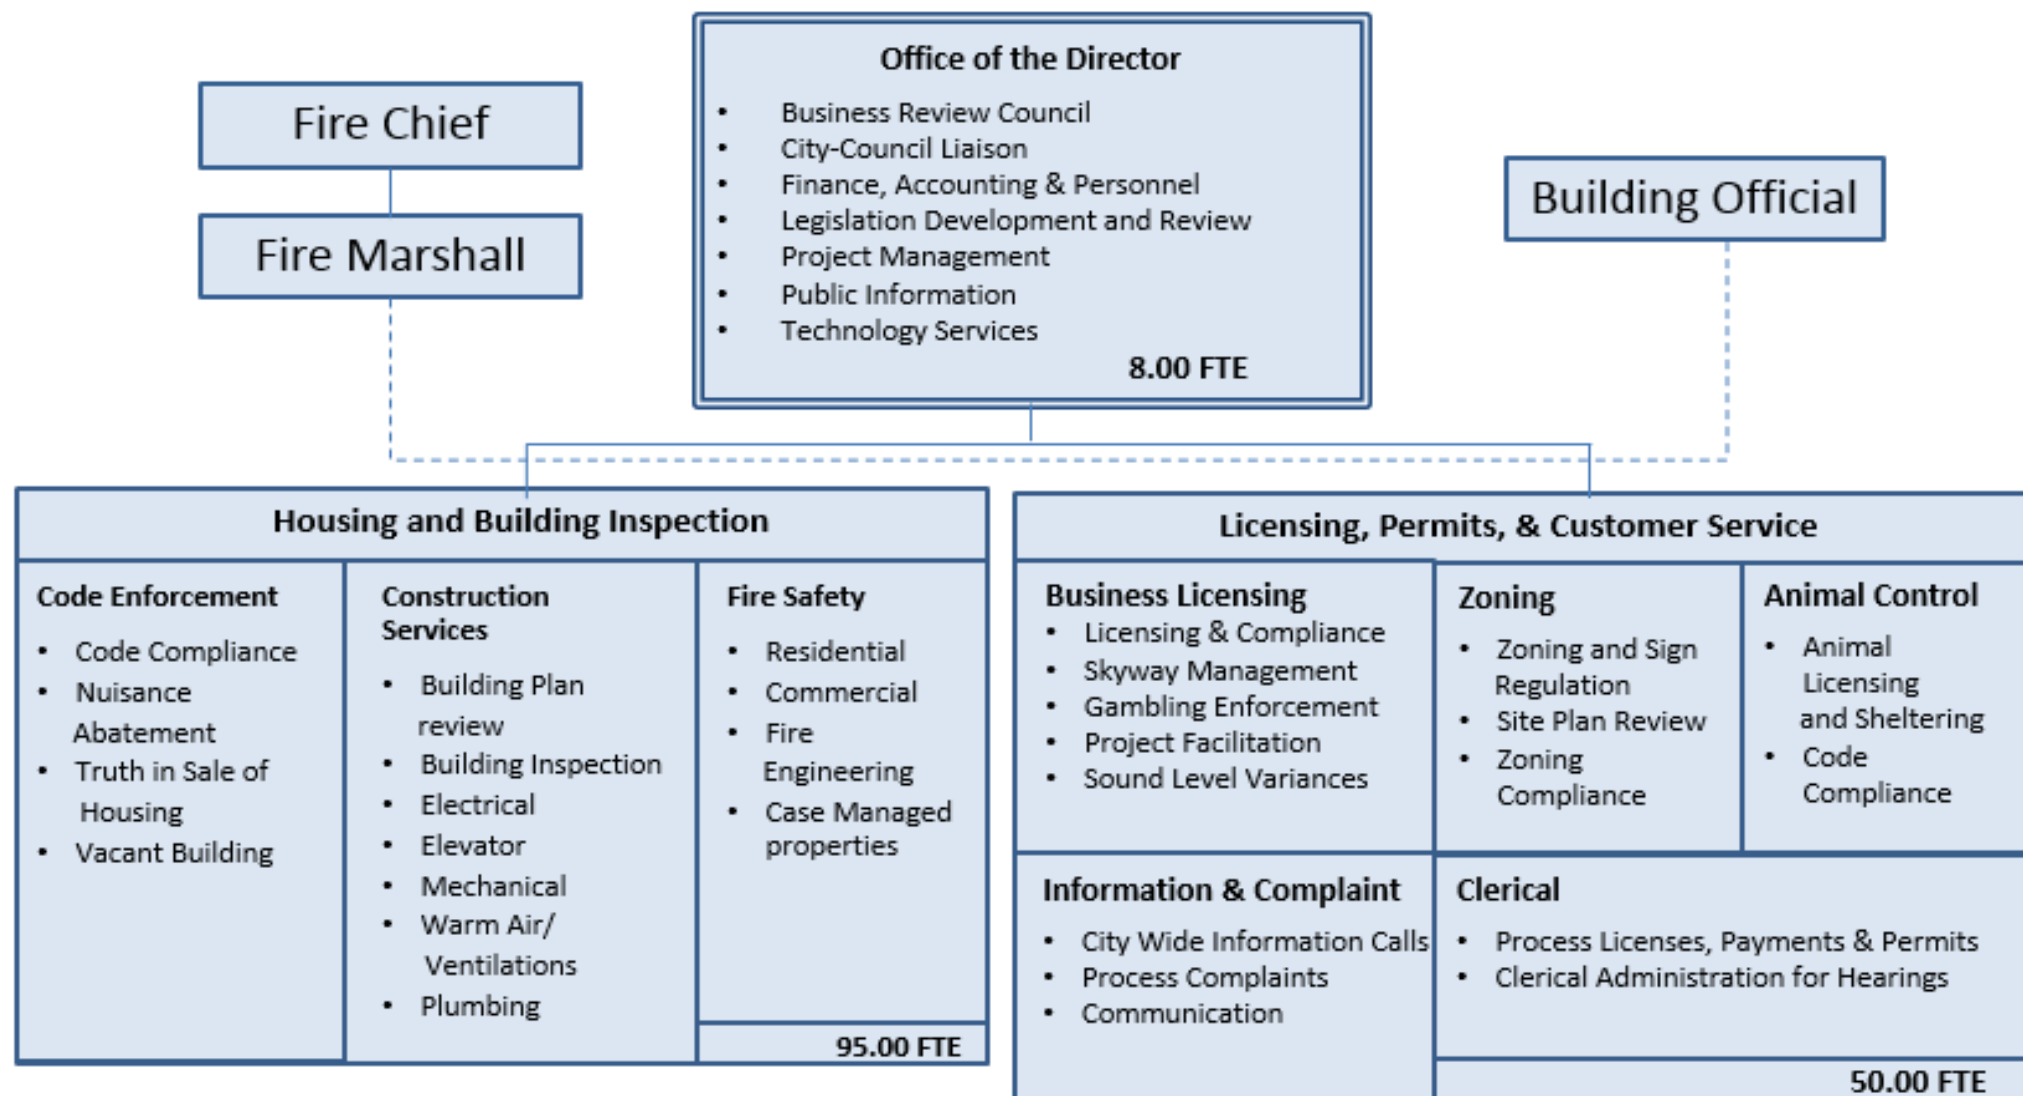 Office of the Director
• Business Review Council
• City-Council Liaison
• Finance, Accounting & Personnel
• Legislation Development and Review
• Project Management
• Public Information
• Technology Services
8.00 FTE
Fire Chief
Fire Marshall
Building Official
Housing and Building Inspection
Code Enforcement
• Code Compliance
• Nuisance
Abatement
• Truth in Sale of
Housing
• Vacant Building
Construction
Services
• Building Plan
review
• Building Inspection
• Electrical
• Elevator
• Mechanical
• Warm Air/
Ventilations
• Plumbing
Fire Safety
• Residential
• Commercial
• Fire
Engineering
• Case Managed
properties
95.00 FTE
Licensing, Permits, & Customer Service
Business Licensing
• Licensing & Compliance
• Skyway Management
• Gambling Enforcement
• Project Facilitation
• Sound Level Variances
Zoning
• Zoning and Sign
Regulation
• Site Plan Review
• Zoning
Compliance
Animal Control
• Animal
Licensing
and Sheltering
• Code
Compliance
Information & Complaint
• City Wide Information Calls
• Process Complaints
• Communication
Clerical
• Process Licenses, Payments & Permits
• Clerical Administration for Hearings
50.00 FTE